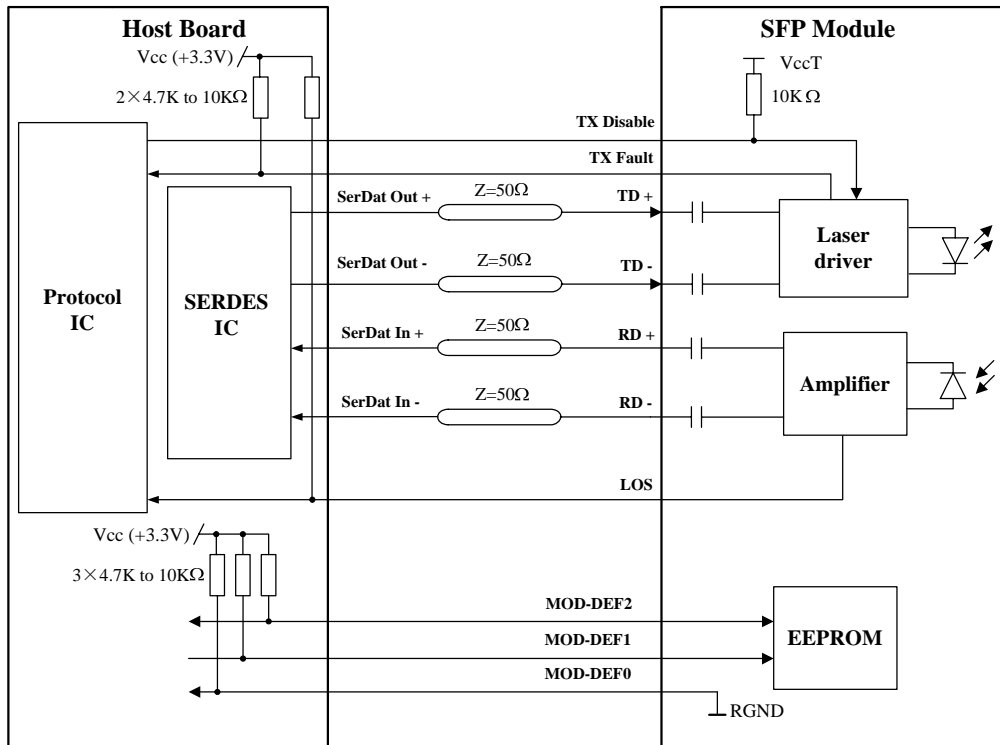 Host Board
SFP Module
Vcc (+3.3V)
VccT
2×4.7K to 10KΩ
10KΩ
TX Disable
TX Fault
SerDat Out +
Z=50Ω
TD +
Laser
driver
SerDat Out -
Z=50Ω
TD -
Protocol
IC
SERDES
IC
SerDat In +
Z=50Ω
RD +
Amplifier
SerDat In -
Z=50Ω
RD -
LOS
Vcc (+3.3V)
3×4.7K to 10KΩ
MOD-DEF2
MOD-DEF1
EEPROM
MOD-DEF0
RGND